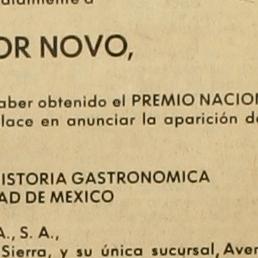 OR NOVO,
aber obtenido el PREMIO NACIO
lace en anunciar la aparición d
ISTORIA GASTRONOMICA
AD DE MEXICO
A., S. A.,
Sierra, y su única sucursal, Aven